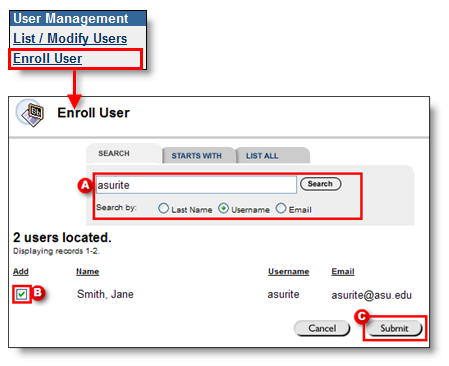 User Management
List / Modify Users
Enroll User
Enroll User
SEARCH STARTS WITH LIST ALL
A asurite Search
Search by: Last Name Username Email
2 users located.
Displaying records 1-2.
Add Name Username Email
B Smith, Jane asurite asurite@asu.edu
C
Cancel Submit